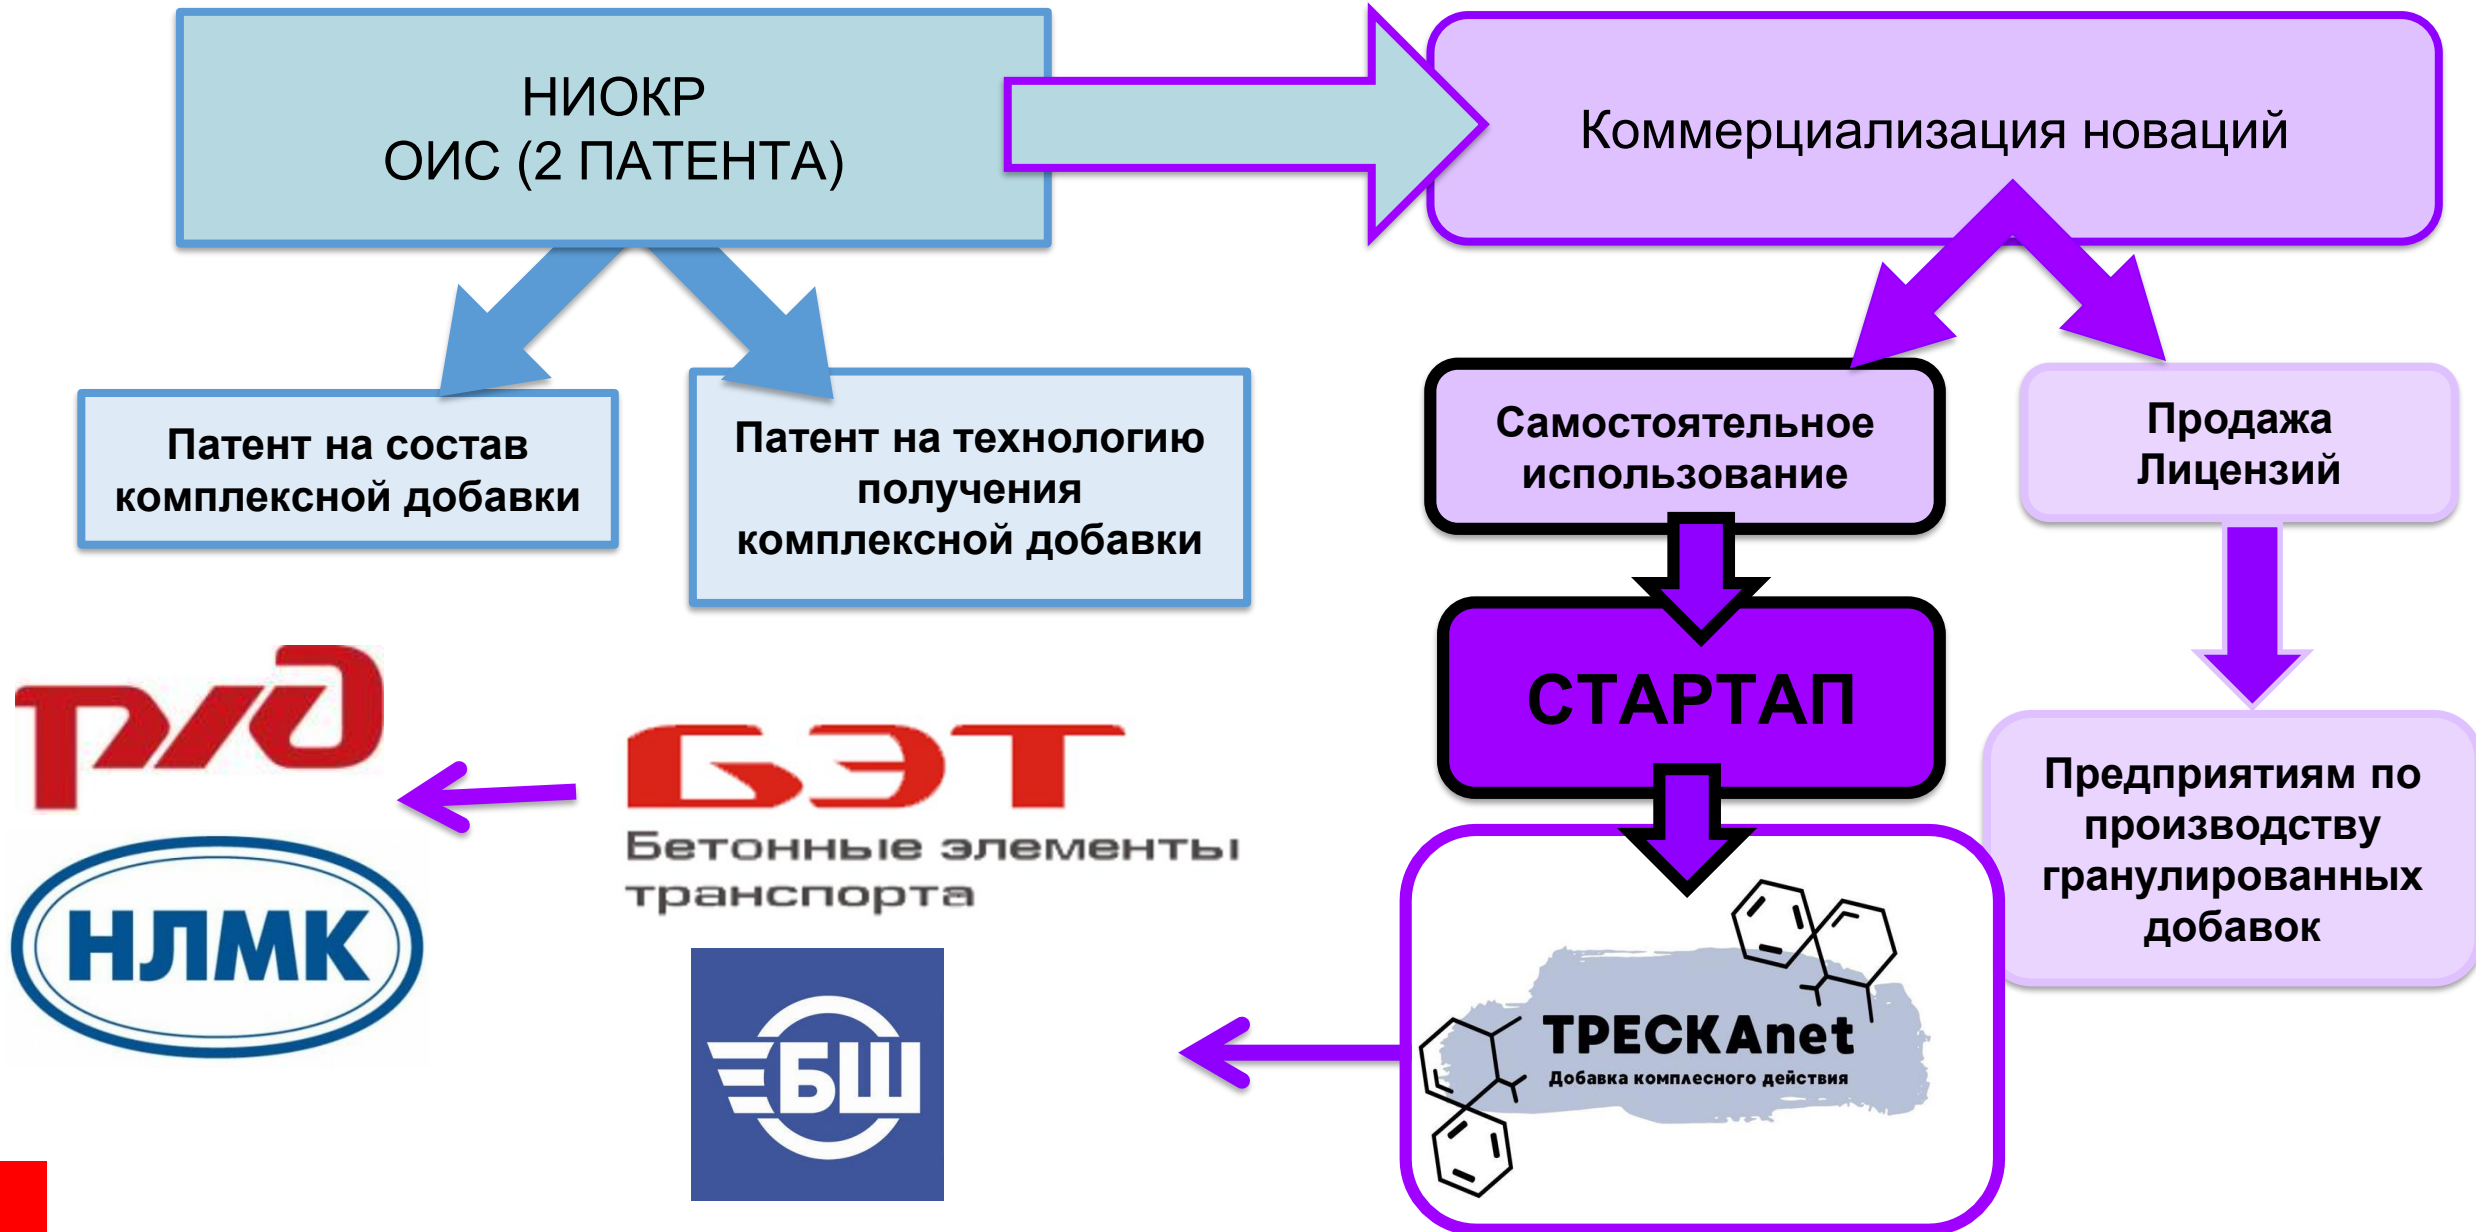 НИОКР
ОИС (2 ПАТЕНТА)
Коммерциализация новаций
Патент на состав
комплексной добавки
Патент на технологию
получения
комплексной добавки
Самостоятельное
использование
Продажа
Лицензий
СТАРТАП
Предприятиям по
производству
гранулированных
добавок
РЖД
НЛМК
БЭТ
Бетонные элементы
транспорта
БШ
ТРЕСКАnet
Добавка комплесного действия